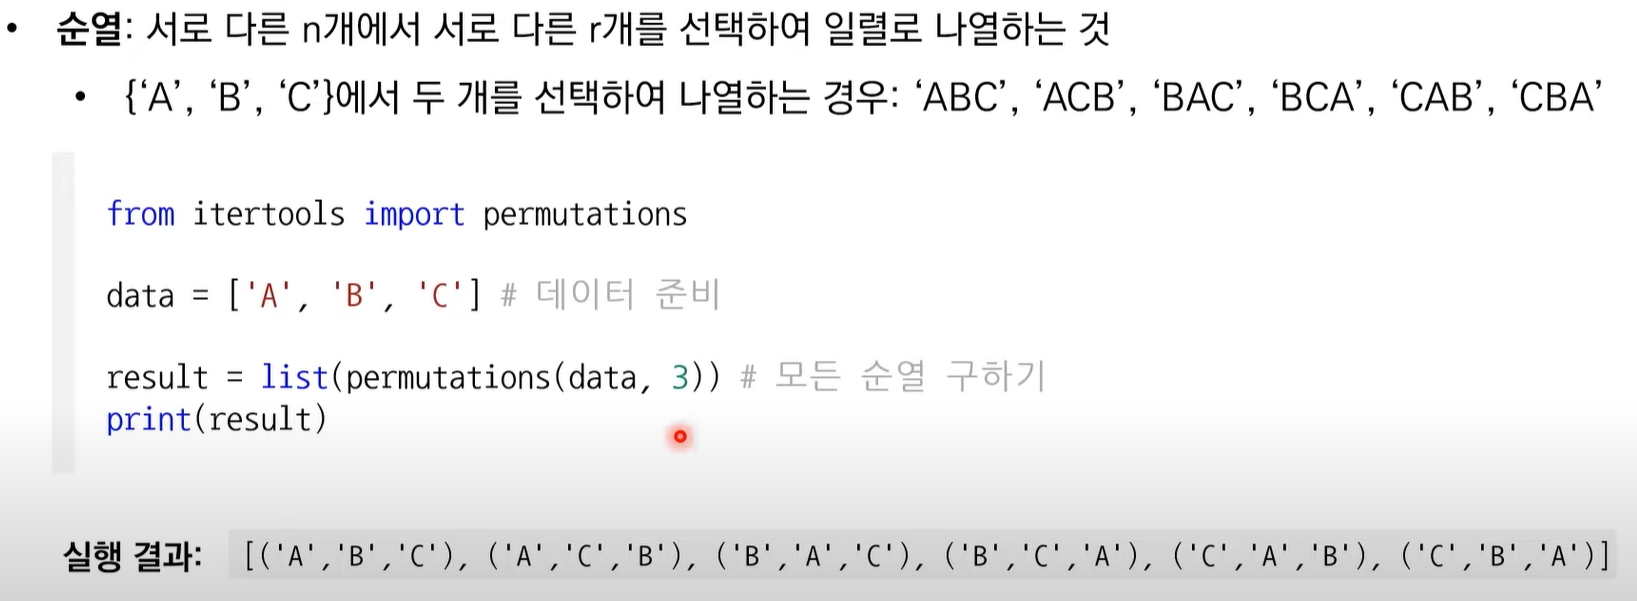 • 순열: 서로 다른 n개에서 서로 다른 r개를 선택하여 일렬로 나열하는 것
• {‘A’, ‘B’, ‘C’}에서 두 개를 선택하여 나열하는 경우: ‘ABC’, ‘ACB’, ‘BAC’, ‘BCA’, ‘CAB’, ‘CBA’
from itertools import permutations
data = ['A', 'B', 'C'] # 데이터 준비
result = list(permutations(data, 3)) # 모든 순열 구하기
print(result)
실행 결과: [('A','B','C'), ('A','C','B'), ('B','A','C'), ('B','C','A'), ('C','A','B'), ('C','B','A')]